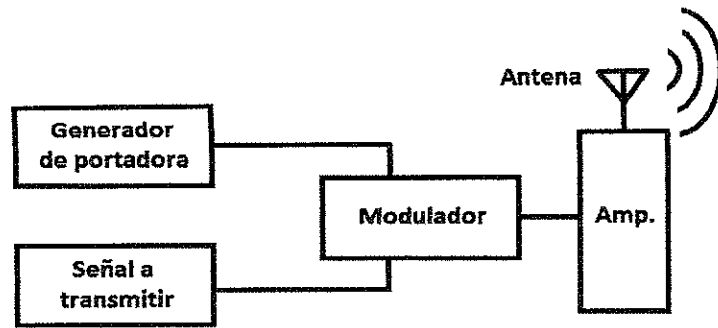 Antena
Generador
de portadora
Modulador
Amp.
Señal a
transmitir